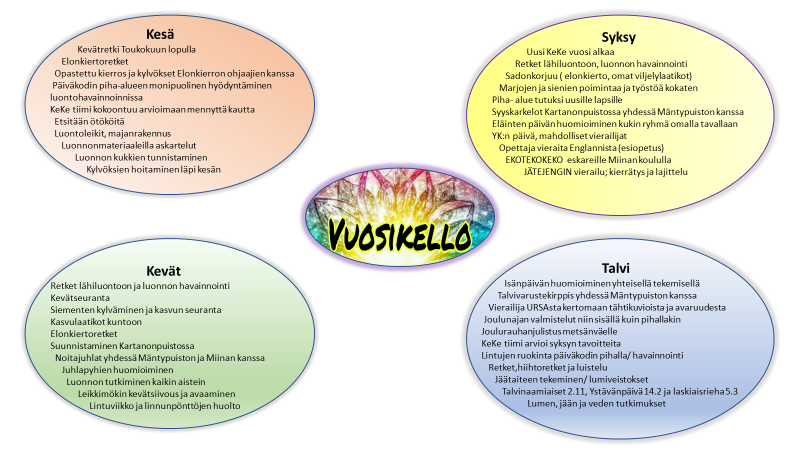 Kesä
Kevätretki Toukokuun lopulla
Elonkiertoretket
Opastettu kierros ja kylvökset Elonkierron ohjaajien kanssa
Päiväkodin piha-alueen monipuolinen hyödyntäminen
luontohavainnoinnissa
KeKe tiimi kokoontuu arvioimaan mennyttä kautta
Etsitään ötököitä
Luontoleikit, majanrakennus
Luonnonmateriaaleilla askartelut
Luonnon kukkien tunnistaminen
Kylvöksien hoitaminen läpi kesän
Syksy
Uusi KeKe vuosi alkaa
Retket lähiluontoon, luonnon havainnointi
Sadonkorjuu ( elonkierto, omat viljelylaatikot)
Marjojen ja sienien poimintaa ja työstöä kokaten
Piha- alue tutuksi uusille lapsille
Syyskarkelot Kartanonpuistossa yhdessä Mäntypuiston kanssa
Eläinten päivän huomioiminen kukin ryhmä omalla tavallaan
YK:n päivä, mahdolliset vierailijat
Opettaja vieraita Englannista (esiopetus)
EKOTEKOKEKO eskareille Miinan koululla
JÄTEJENGIN vierailu; kierrätys ja lajittelu
Vuosikello
Kevät
Retket lähiluontoon ja luonnon havainnointi
Kevätseuranta
Siementen kylväminen ja kasvun seuranta
Kasvulaatikot kuntoon
Elonkiertoretket
Suunnistaminen Kartanonpuistossa
Noitajuhlat yhdessä Mäntypuiston ja Miinan kanssa
Juhlapyhien huomioiminen
Luonnon tutkiminen kaikin aistein
Leikkimökin kevätsiivous ja avaaminen
Lintuviikko ja linnunpönttöjen huolto
Talvi
Isänpäivän huomioiminen yhteisellä tekemisellä
Talvivarustekirppis yhdessä Mäntypuiston kanssa
Vierailija URSAsta kertomaan tähtikuvioista ja avaruudesta
Joulunajan valmistelut niin sisällä kuin pihallakin
Joulurauhanjulistus metsänväelle
KeKe tiimi arvioi syksyn tavoitteita
Lintujen ruokinta päiväkodin pihalla/ havainnointi
Retket,hiihtoretket ja luistelu
Jäätaiteen tekeminen/ lumiveistokset
Talvinaamiaiset 2.11, Ystävänpäivä 14.2 ja laskiaisrieha 5.3
Lumen, jään ja veden tutkimukset